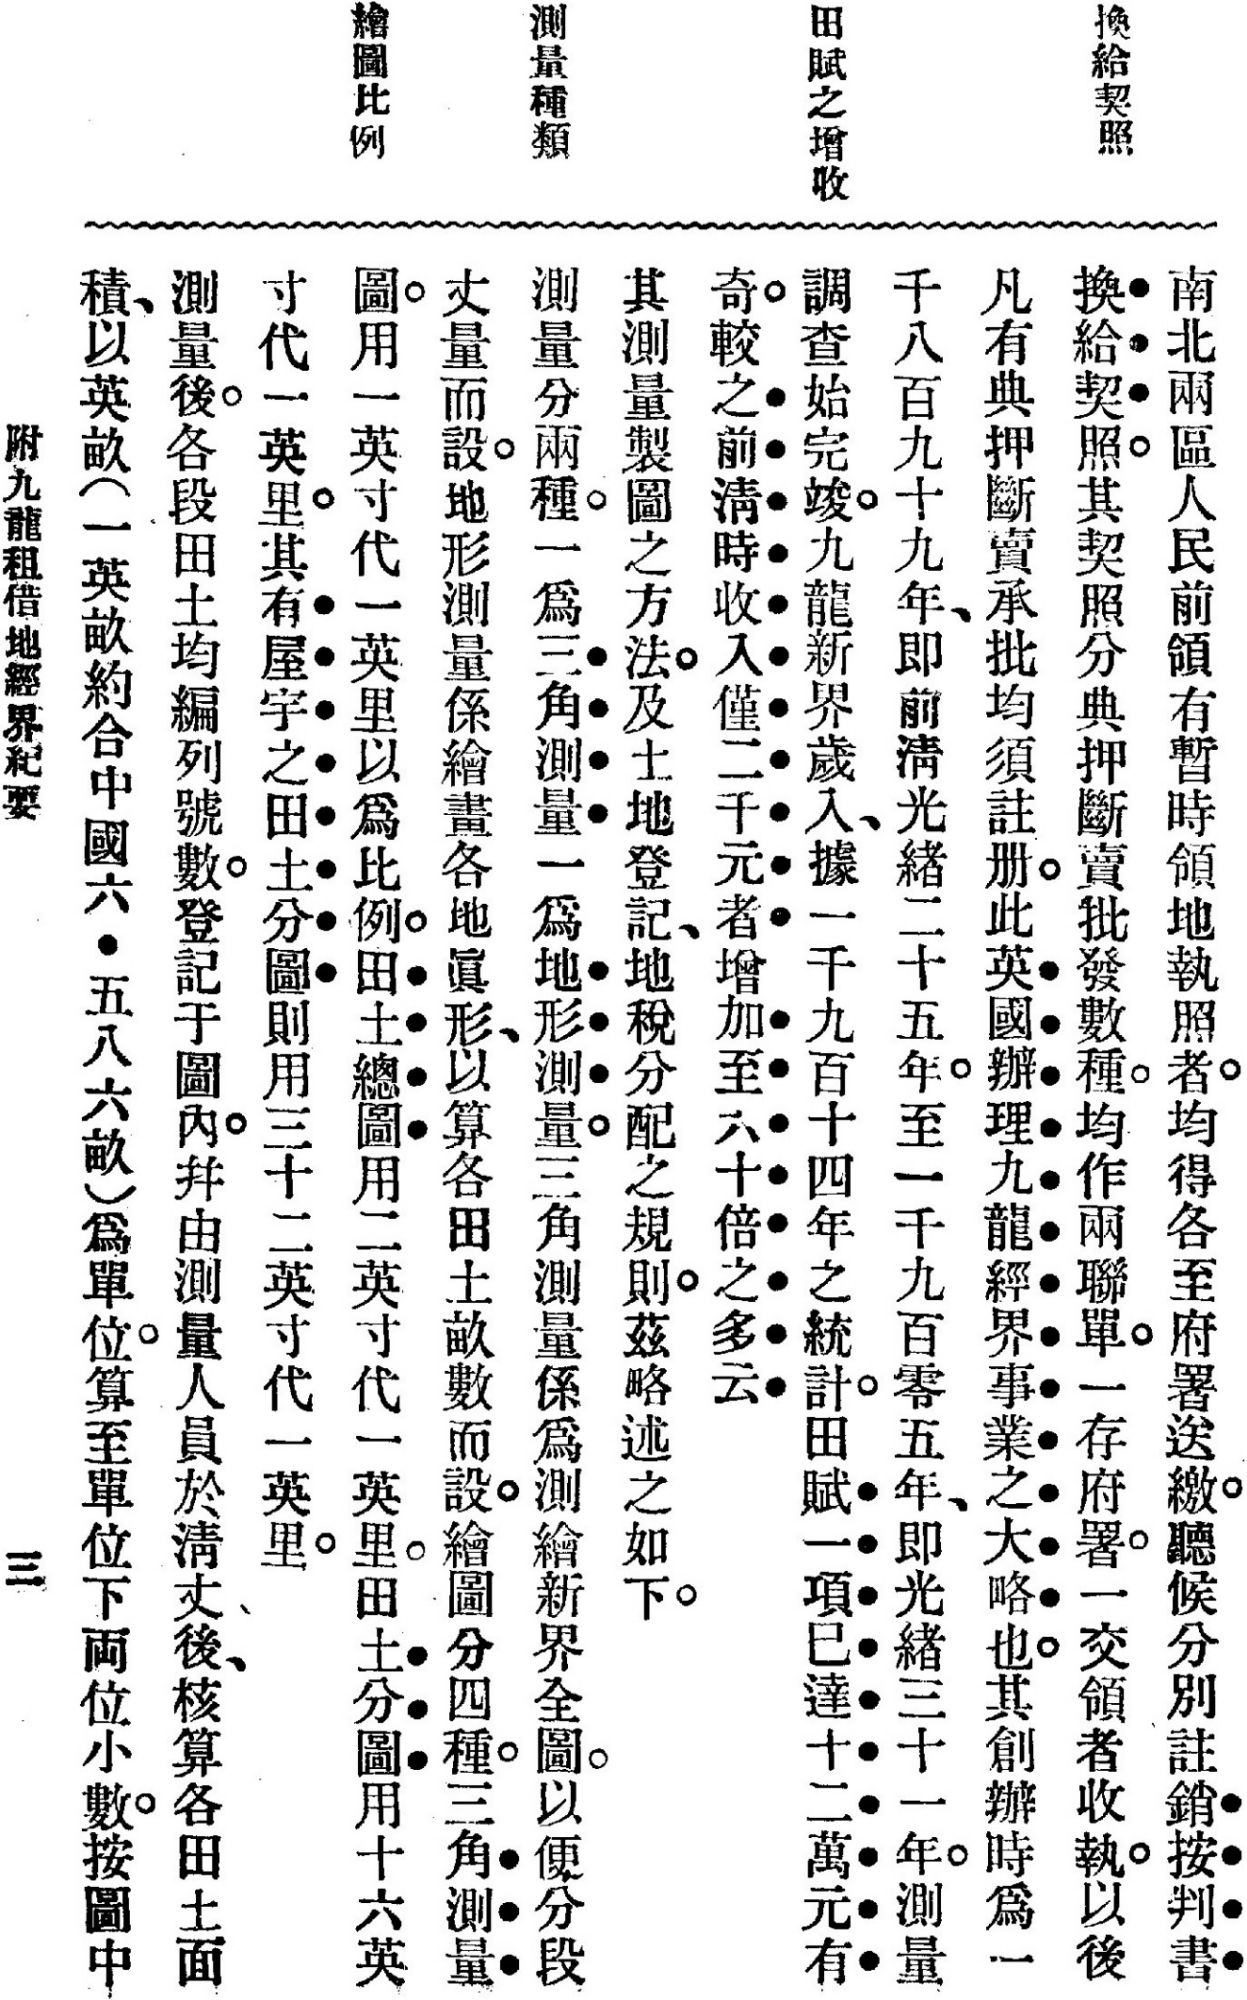 換給契照
田賦之增收
測量種類
繪圖比例
南北兩區人民前領有暫時領地執照者。均得各至府署送繳。聽候分別註銷按判書
換給契照。其契照分典押斷賣批發數種。均作兩聯單。一存府署。一交領者收執。以後
凡有典押斷賣承批均須註册。此英國辦理九龍經界事業之大略也。其創辦時爲一
千八百九十九年、即前淸光緒二十五年。至一千九百零五年、即光緒三十一年。測量
調查始完竣。九龍新界歲入、據一千九百十四年之統計。田賦一項已達十二萬元有
奇。較之前淸時收入僅二千元者增加至六十倍之多云
其測量製圖之方法。及土地登記、地稅分配之規則。茲略述之如下。
測量分兩種。一爲三角測量一爲地形測量。三角測量係爲測繪新界全圖。以便分段
丈量而設。地形測量係繪畫各地眞形、以算各田土畝數而設。繪圖分四種。三角測量
圖。用一英寸代一英里以爲比例。田土總圖用二英寸代一英里。田土分圖用十六英
寸代一英里。其有屋宇之田土分圖則用三十二英寸代一英里。
測量後。各段田土均編列號數。登記于圖內。幷由測量人員於淸丈後、核算各田土面
積、以英畝(一英畝約合中國六●五八六畝)爲單位。算至單位下兩位小數。按圖中
附九龍租借地經界紀要
三